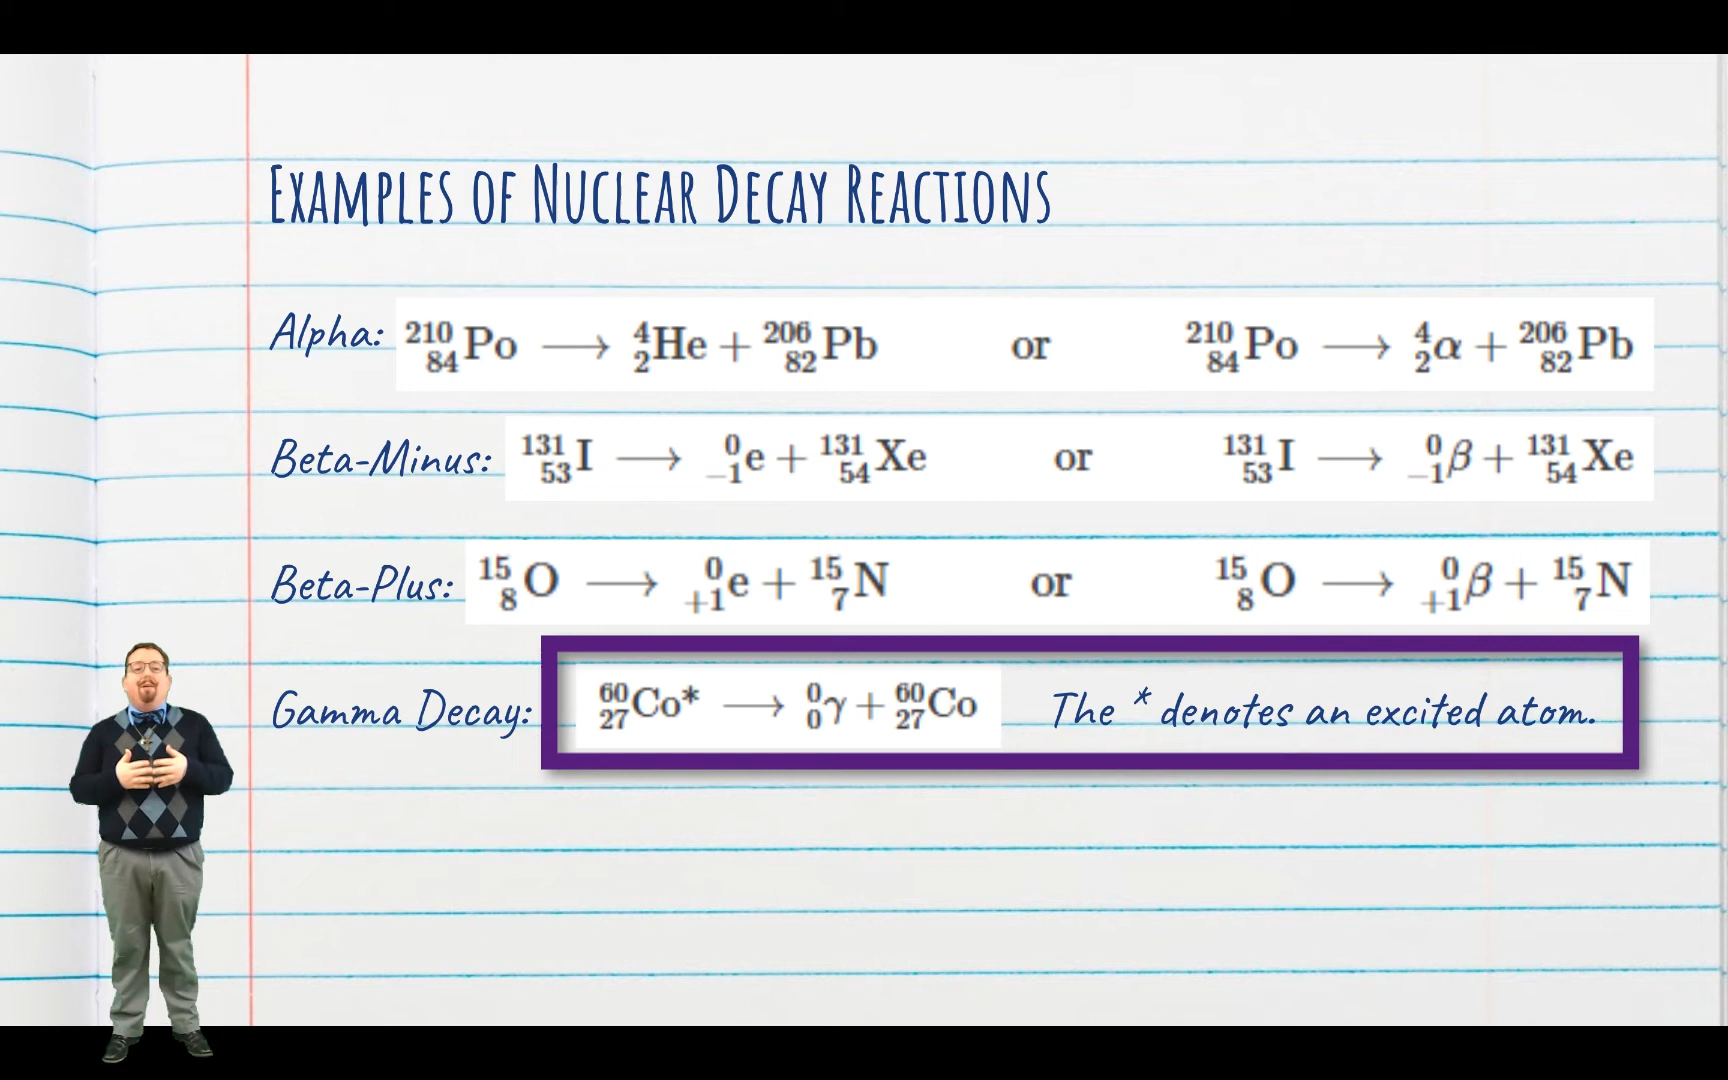 EXAMPLES OF NUCLEAR DECAY REACTIONS
Alpha: ²¹⁰₈₄Po ⟶ ⁴₂He + ²⁰⁶₈₂Pb or ²¹⁰₈₄Po ⟶ ⁴₂α + ²⁰⁶₈₂Pb
Beta-Minus: ¹³¹₅₃I ⟶ ⁰₋₁e + ¹³¹₅₄Xe or ¹³¹₅₃I ⟶ ⁰₋₁β + ¹³¹₅₄Xe
Beta-Plus: ¹⁵₈O ⟶ ⁰₊₁e + ¹⁵₇N or ¹⁵₈O ⟶ ⁰₊₁β + ¹⁵₇N
Gamma Decay: ⁶⁰₂₇Co* ⟶ ⁰₀γ + ⁶⁰₂₇Co The * denotes an excited atom.